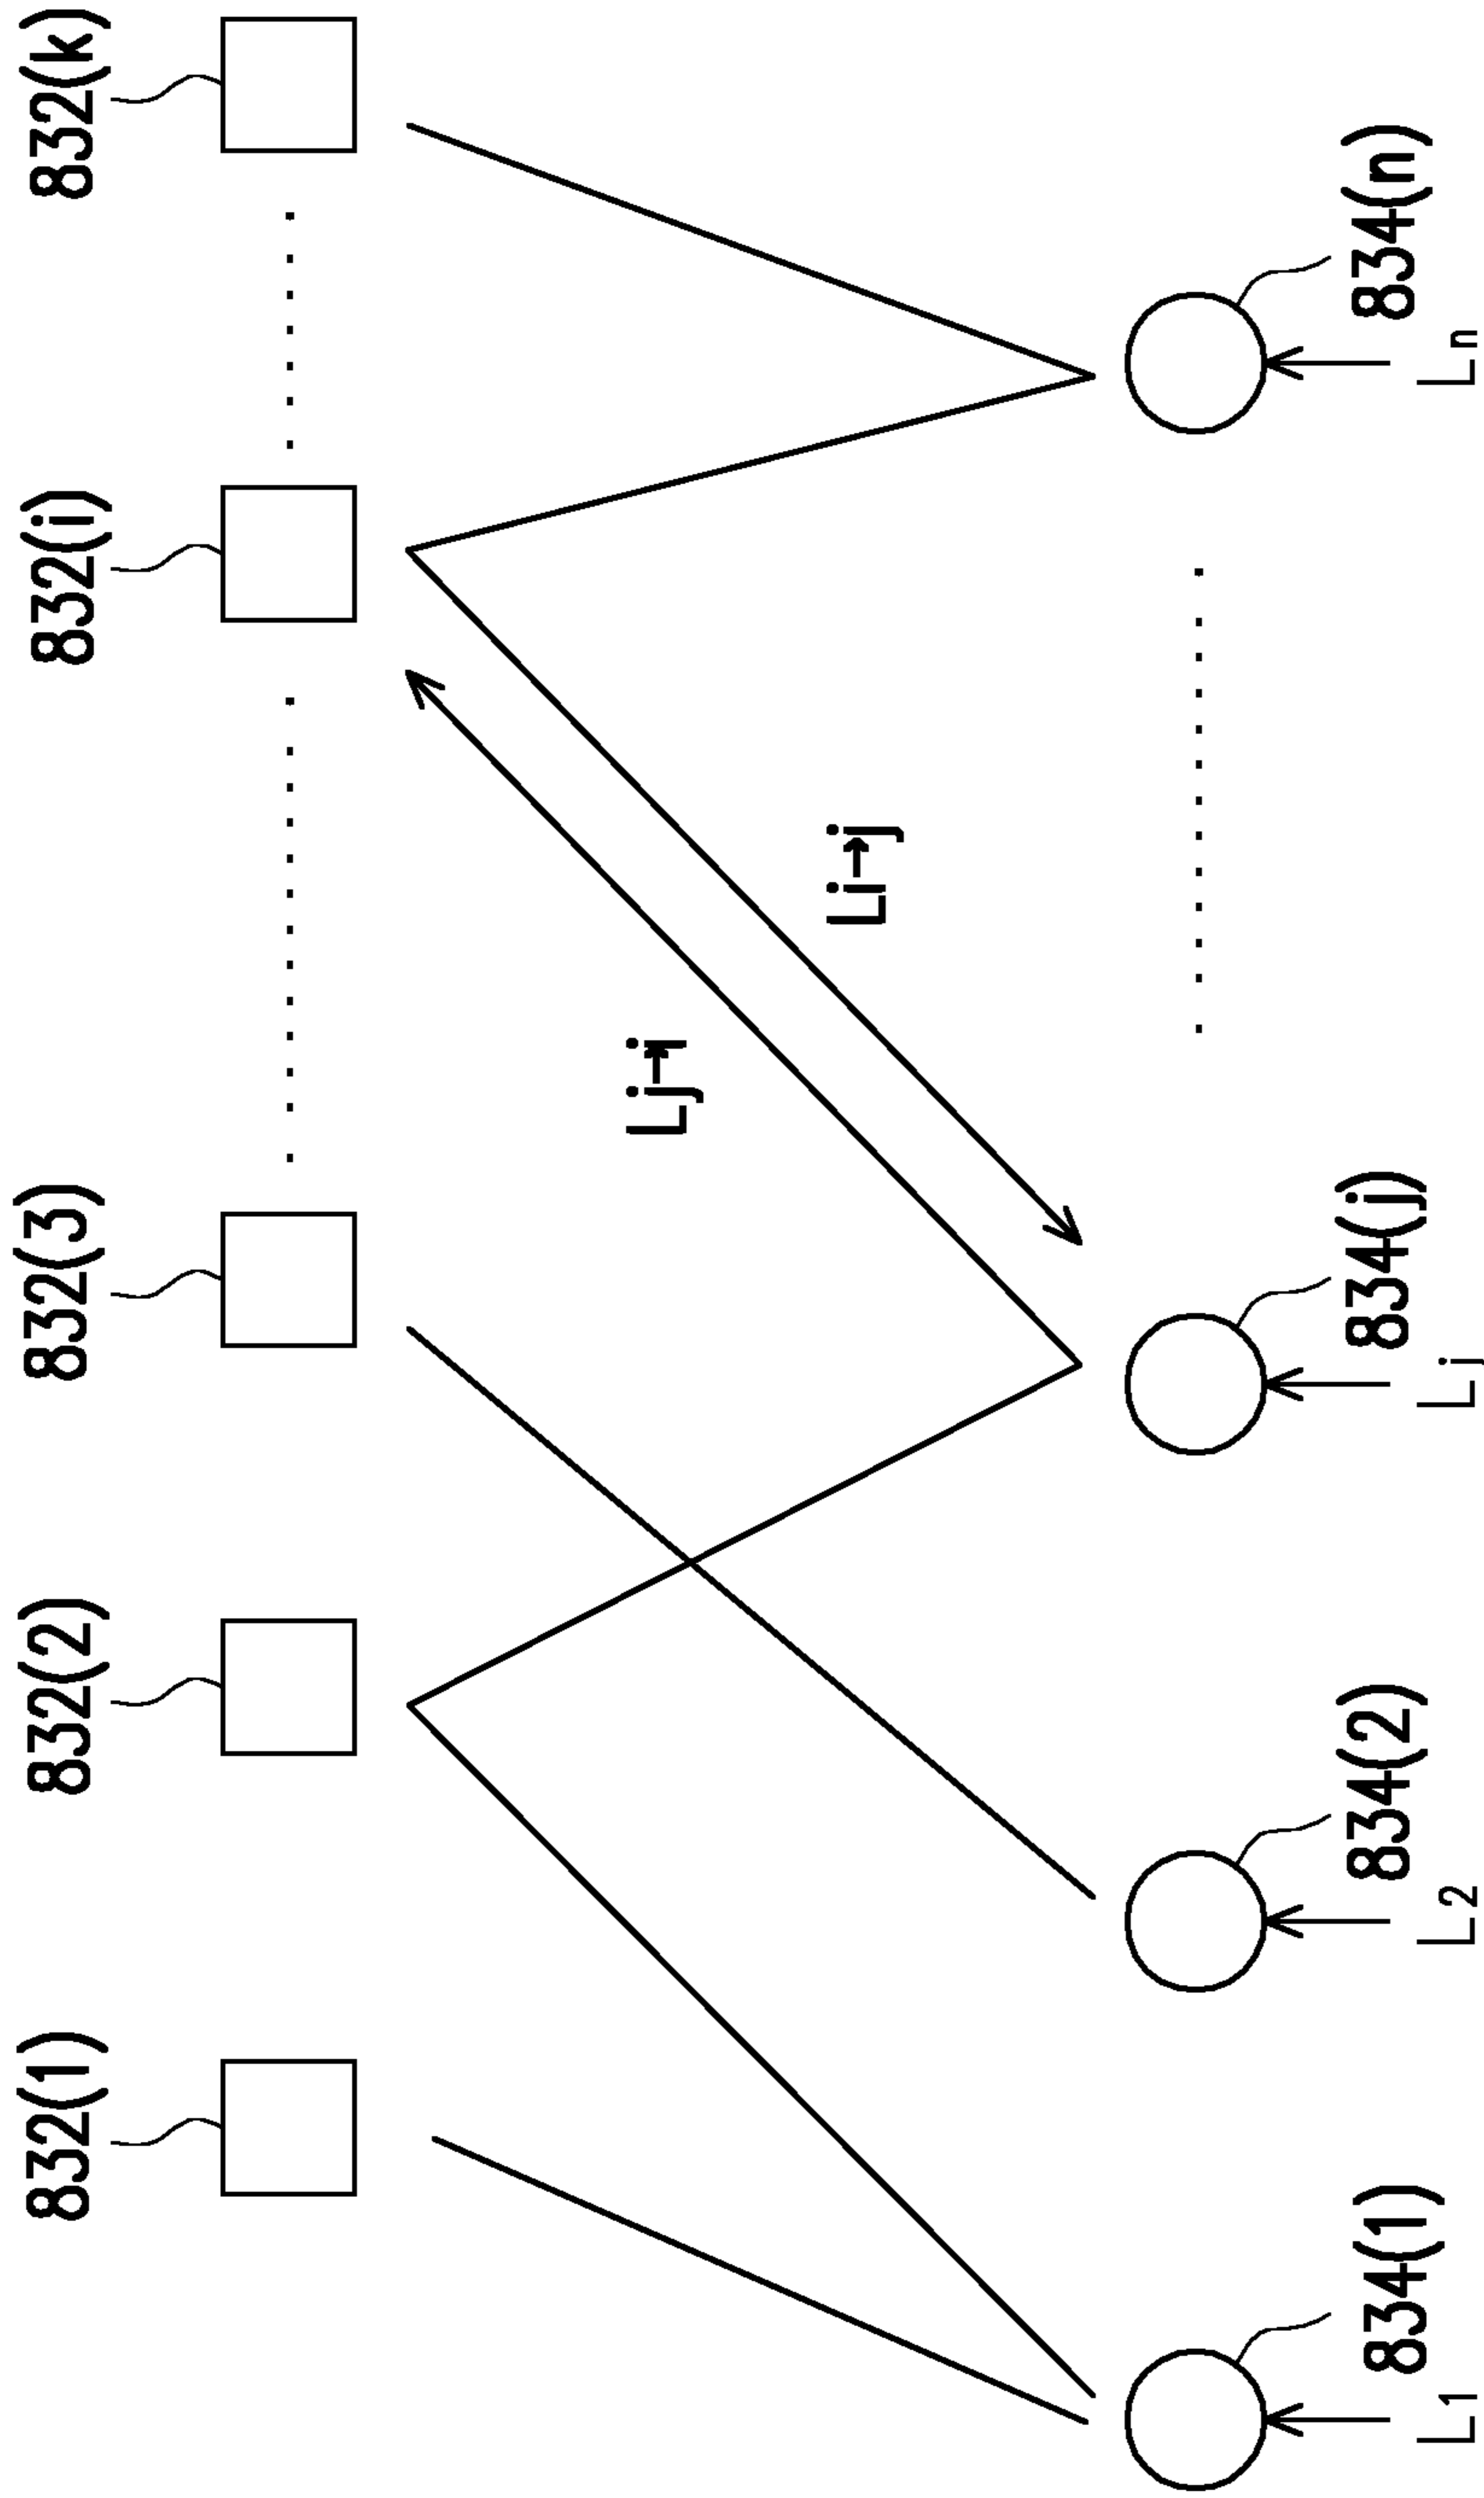 832(1)
832(2)
832(3)
832(i)
832(k)
Lj→i
Li→j
834(1)
834(2)
834(j)
834(n)
L1
L2
Lj
Ln